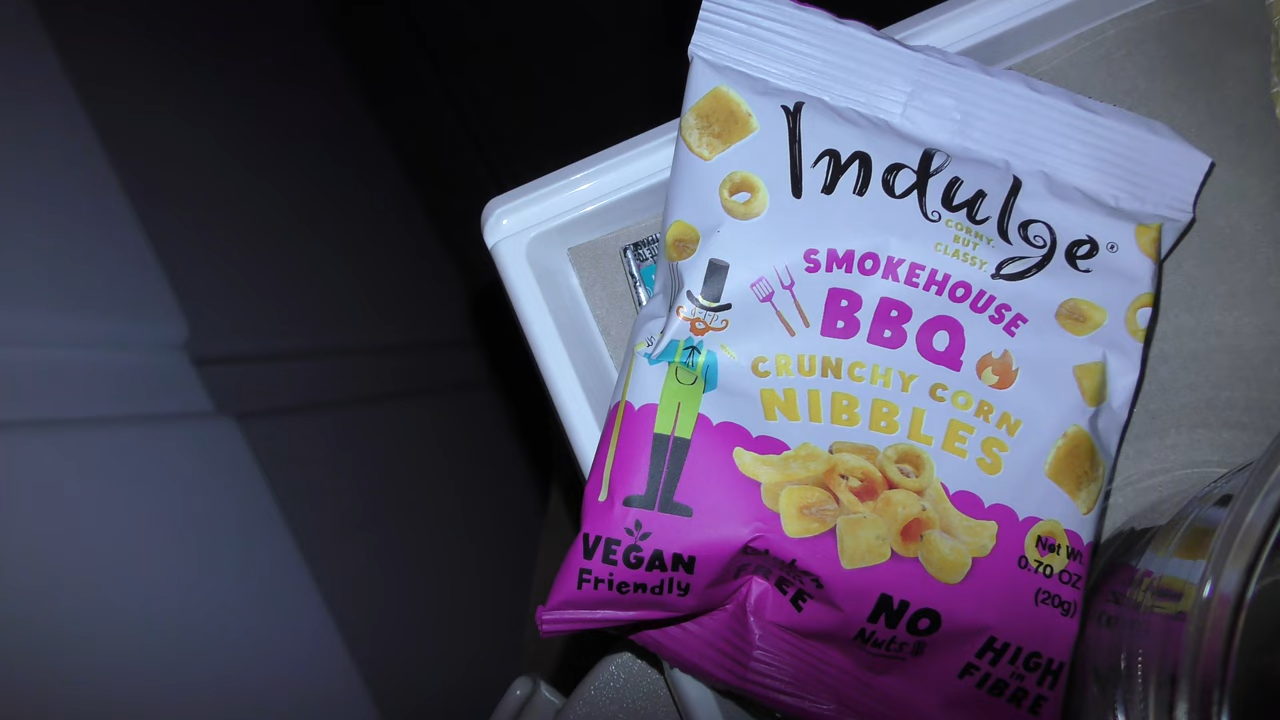 Indulge®
CORNY.
BUT
CLASSY.
SMOKEHOUSE
BBQ
CRUNCHY CORN
NIBBLES
VEGAN
Friendly
FREE
NO
Nuts
HIGH
in
FIBRE
Net Wt.
0.70 OZ
(20g)